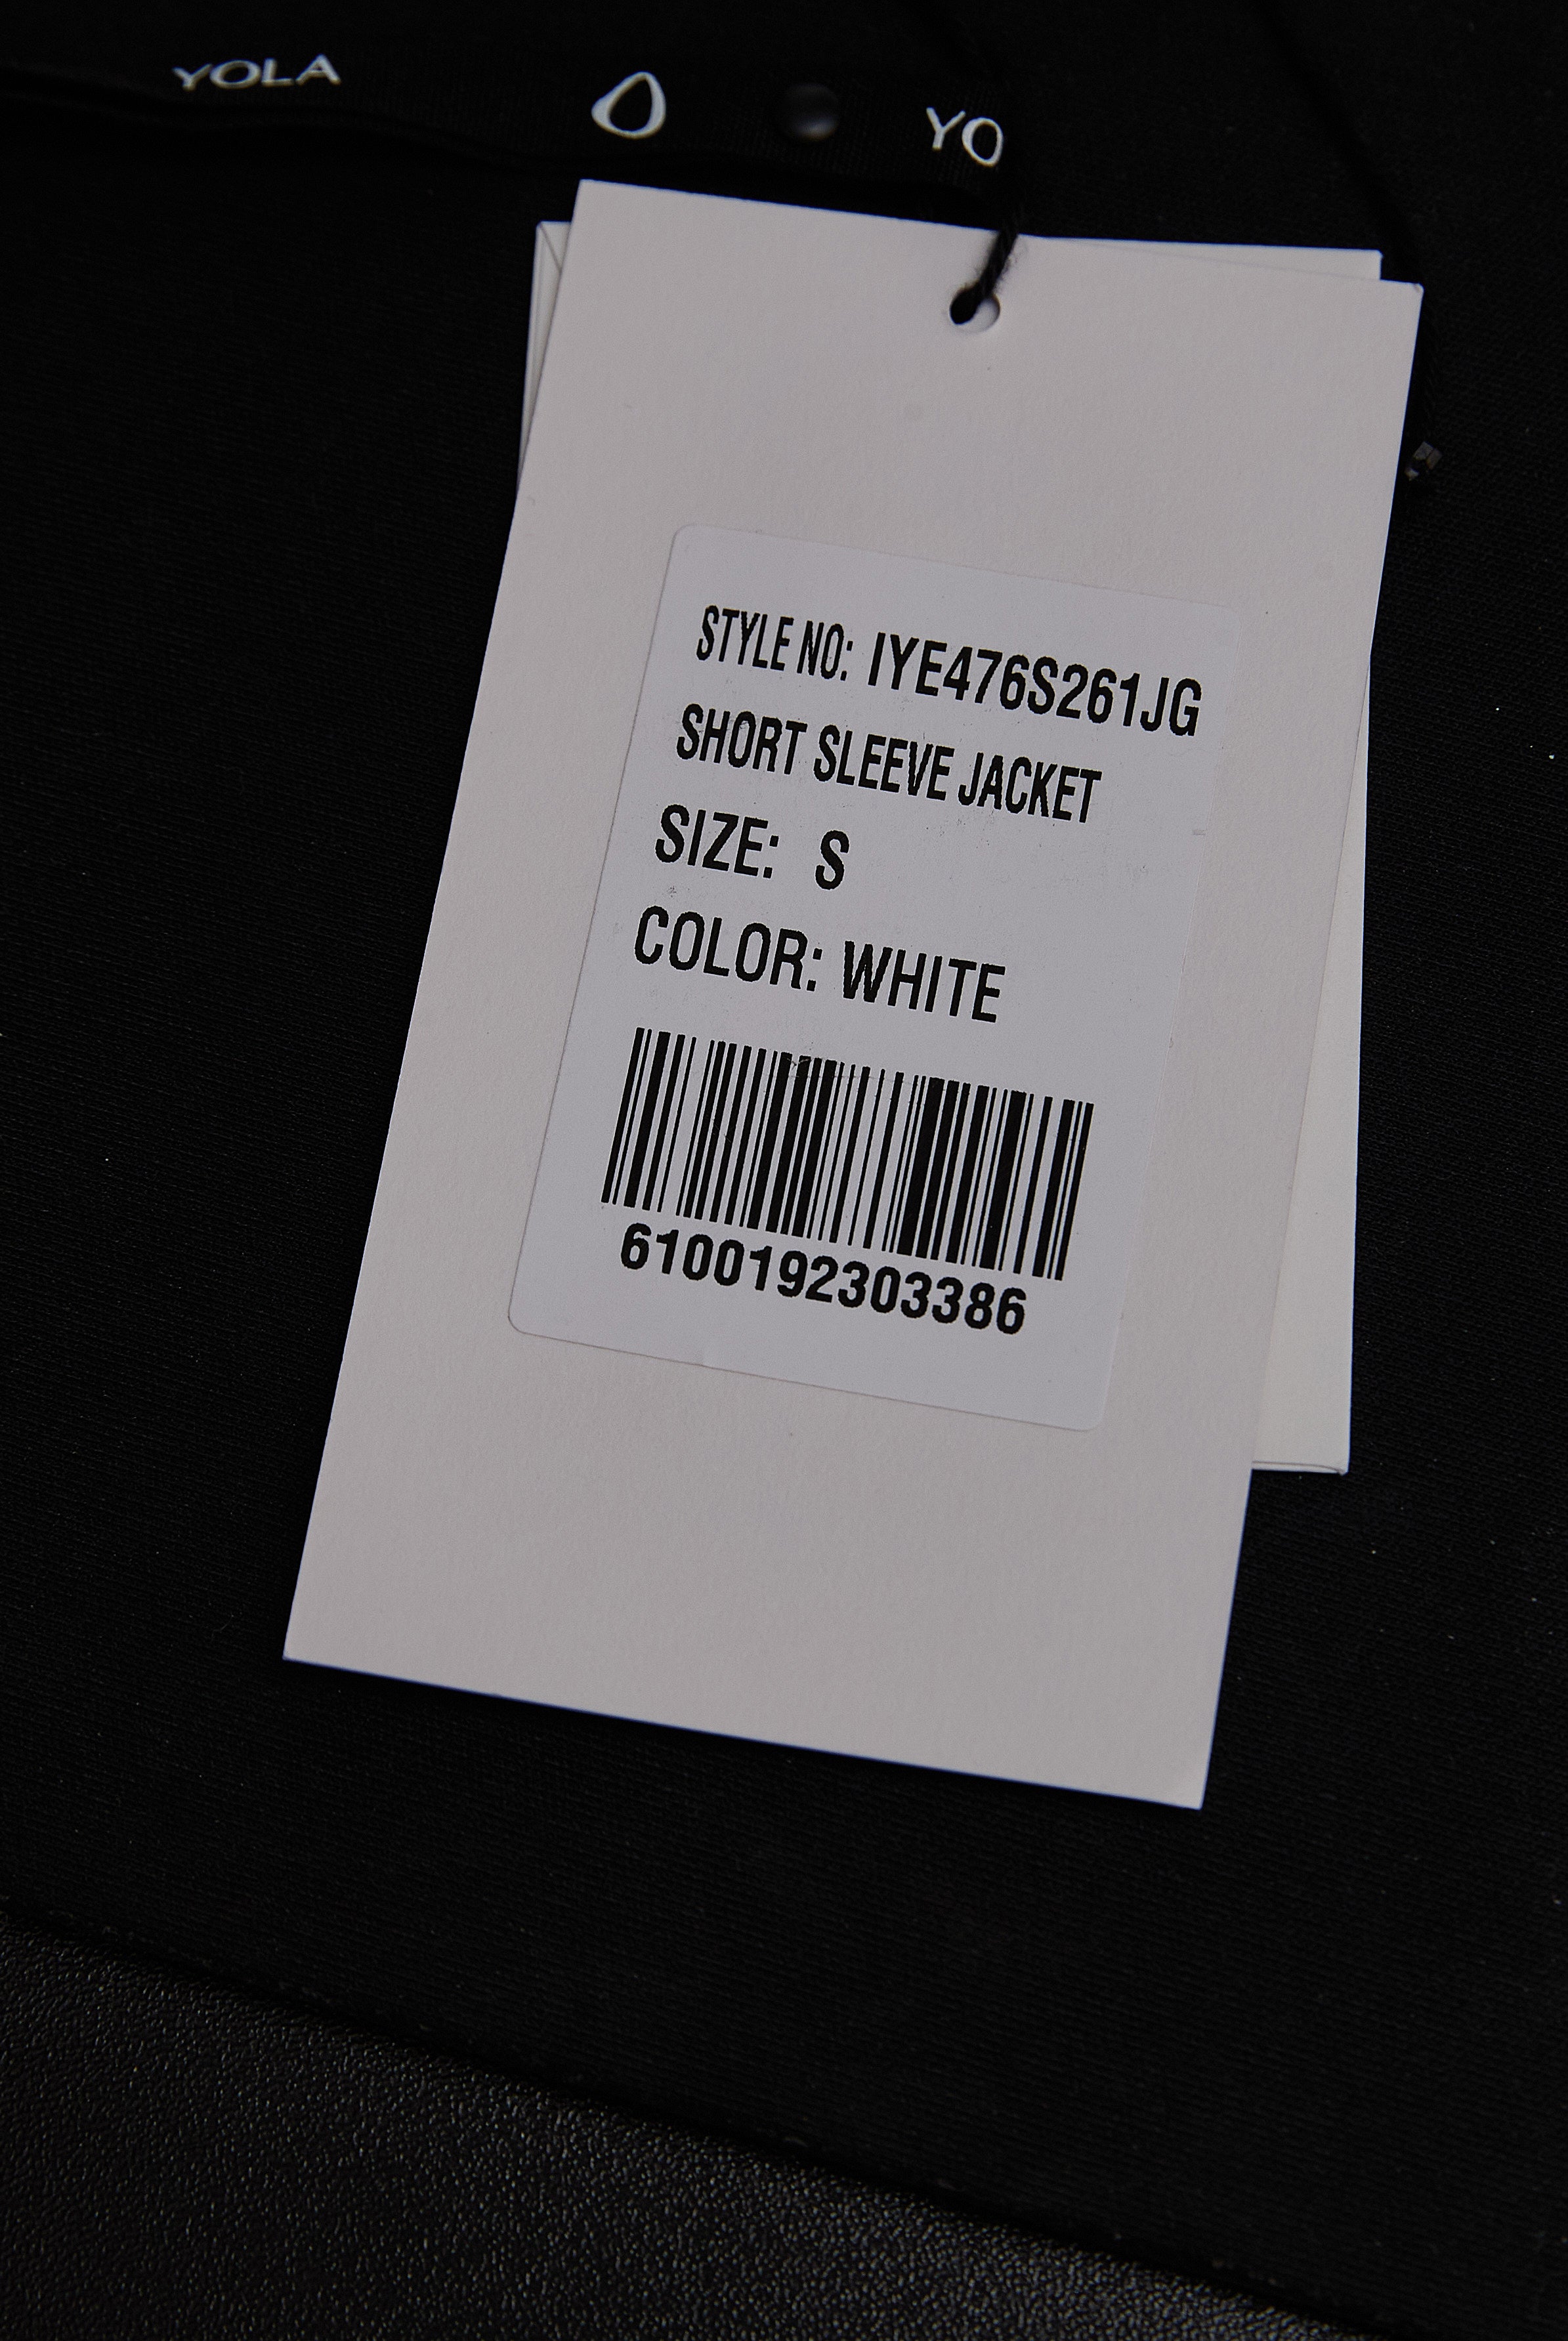 YOLA YO
STYLE NO: IYE476S261JG
SHORT SLEEVE JACKET
SIZE: S
COLOR: WHITE
6100192303386